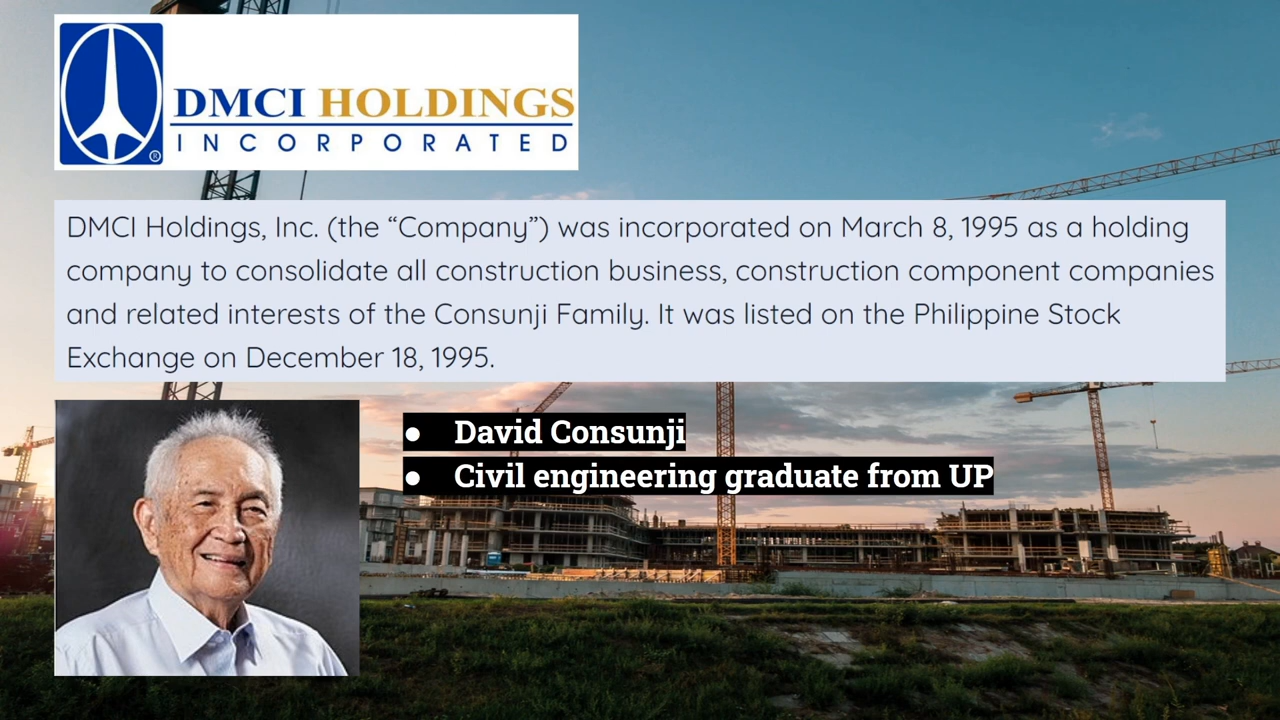 DMCI HOLDINGS
INCORPORATED
®
DMCI Holdings, Inc. (the “Company”) was incorporated on March 8, 1995 as a holding
company to consolidate all construction business, construction component companies
and related interests of the Consunji Family. It was listed on the Philippine Stock
Exchange on December 18, 1995.
● David Consunji
● Civil engineering graduate from UP